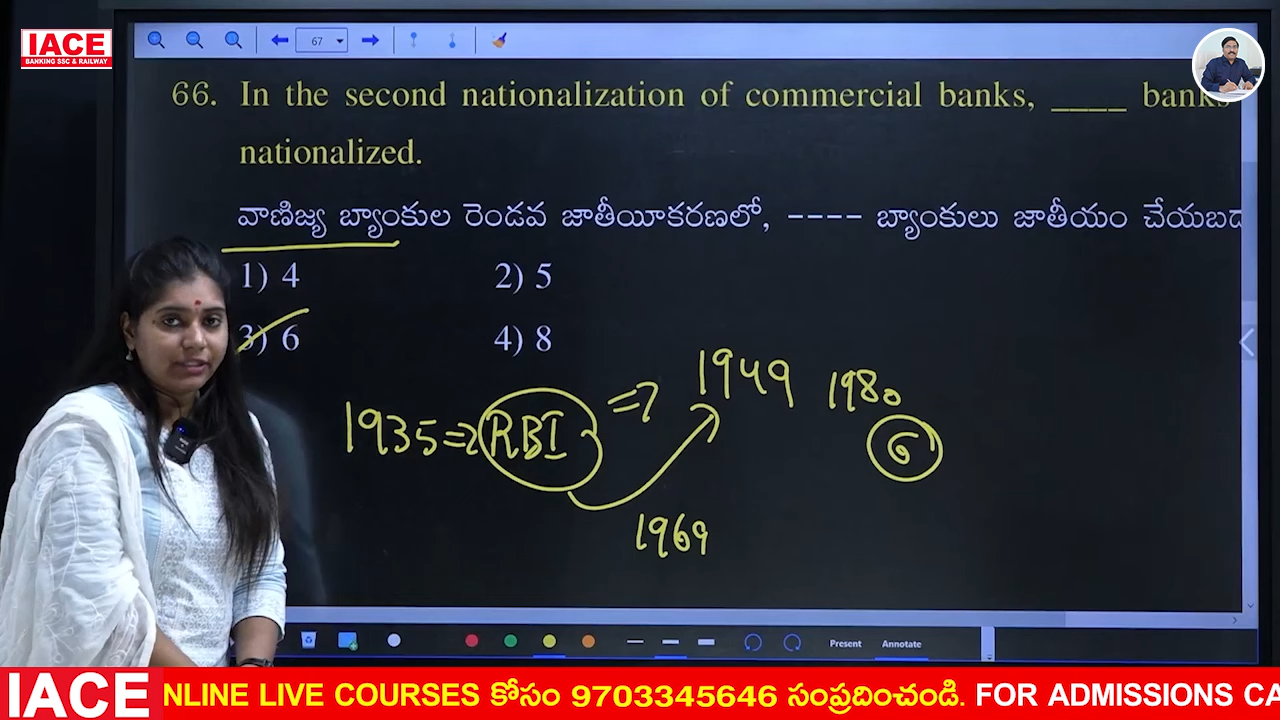 IACE
BANKING SSC & RAILWAY
67
66. In the second nationalization of commercial banks, ____ banks
nationalized.
వాణిజ్య బ్యాంకుల రెండవ జాతీయీకరణలో, ---- బ్యాంకులు జాతీయం చేయబడ
1) 4 2) 5
3) 6 4) 8
1935 => RBI => 1949 1980
6
1969
Present Annotate
IACE NLINE LIVE COURSES కోసం 9703345646 సంప్రదించండి. FOR ADMISSIONS CA